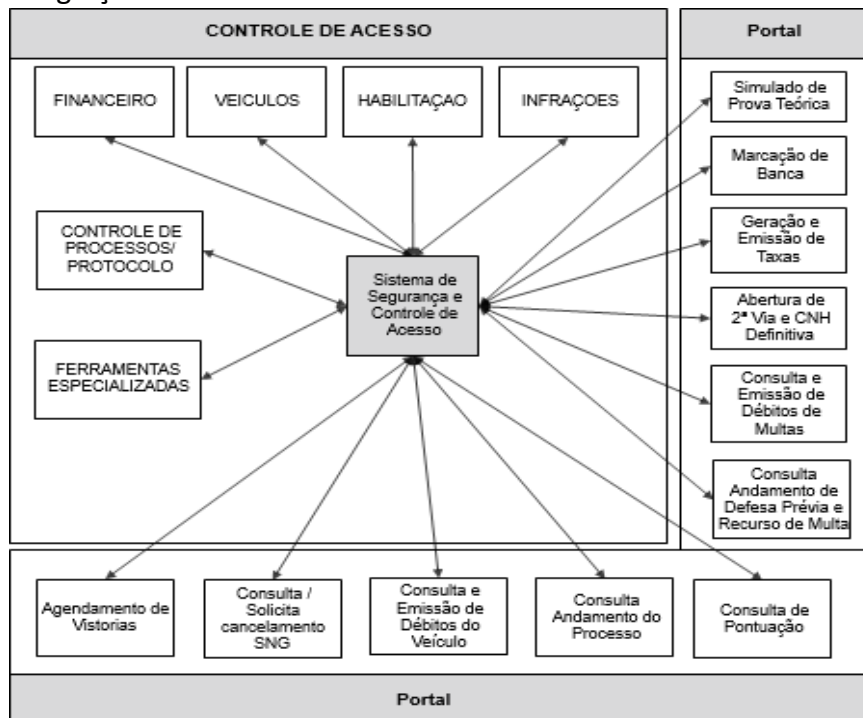 CONTROLE DE ACESSO
Portal
FINANCEIRO
VEICULOS
HABILITAÇAO
INFRAÇOES
Simulado de
Prova Teórica
Marcação de
Banca
CONTROLE DE
PROCESSOS/
PROTOCOLO
Geração e
Emissão de
Taxas
Sistema de
Segurança e
Controle de
Acesso
Abertura de
2ª Via e CNH
Definitiva
FERRAMENTAS
ESPECIALIZADAS
Consulta e
Emissão de
Débitos de
Multas
Consulta
Andamento de
Defesa Prévia e
Recurso de Multa
Agendamento de
Vistorias
Consulta /
Solicita
cancelamento
SNG
Consulta e
Emissão de
Débitos do
Veículo
Consulta
Andamento do
Processo
Consulta de
Pontuação
Portal